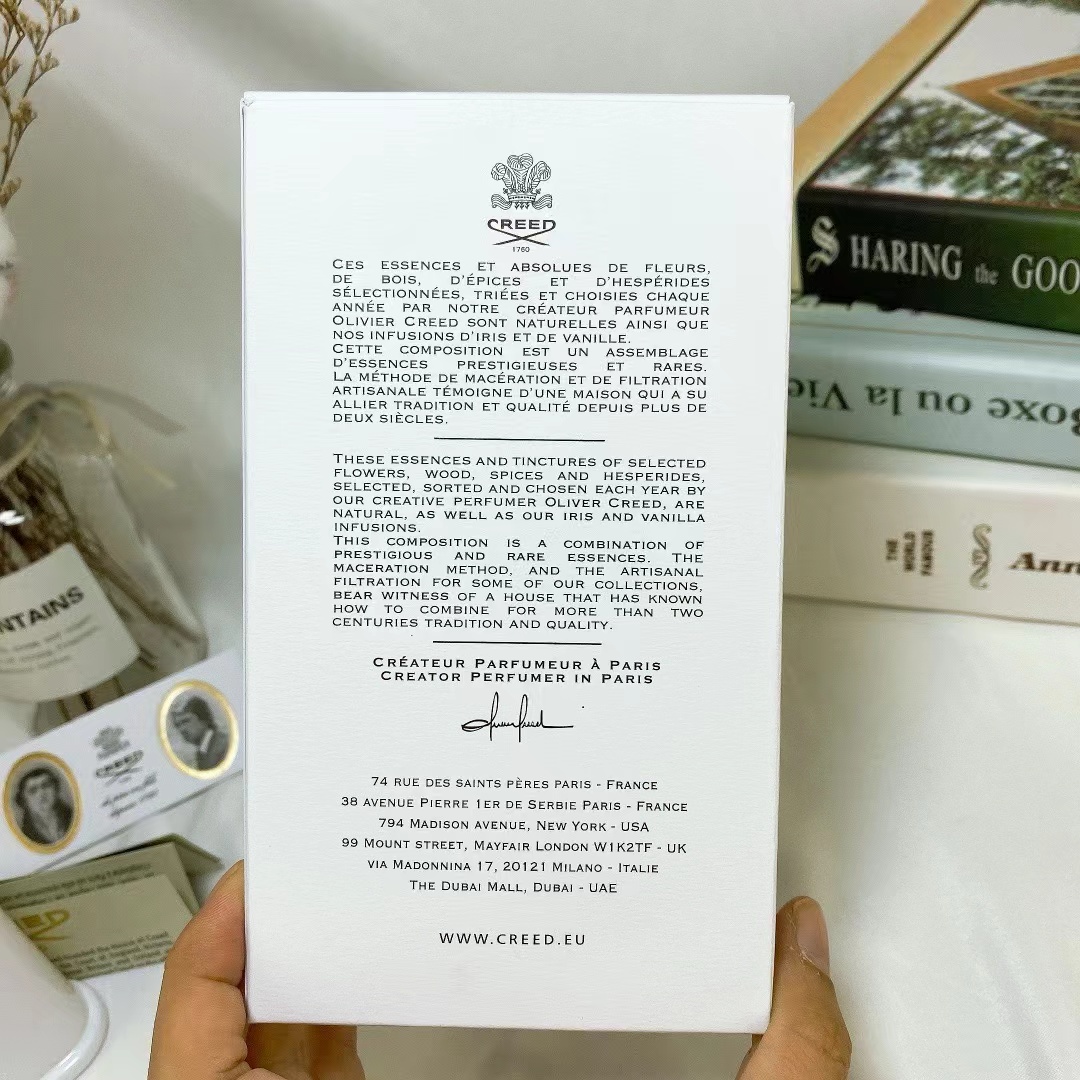 CREED
1760
CES ESSENCES ET ABSOLUES DE FLEURS,
DE BOIS, D'ÉPICES ET D'HESPÉRIDES
SÉLECTIONNÉES, TRIÉES ET CHOISIES CHAQUE
ANNÉE PAR NOTRE CRÉATEUR PARFUMEUR
OLIVIER CREED SONT NATURELLES AINSI QUE
NOS INFUSIONS D'IRIS ET DE VANILLE.
CETTE COMPOSITION EST UN ASSEMBLAGE
D'ESSENCES PRESTIGIEUSES ET RARES.
LA MÉTHODE DE MACÉRATION ET DE FILTRATION
ARTISANALE TÉMOIGNE D'UNE MAISON QUI A SU
ALLIER TRADITION ET QUALITÉ DEPUIS PLUS DE
DEUX SIÈCLES.
THESE ESSENCES AND TINCTURES OF SELECTED
FLOWERS, WOOD, SPICES AND HESPERIDES,
SELECTED, SORTED AND CHOSEN EACH YEAR BY
OUR CREATIVE PERFUMER OLIVER CREED, ARE
NATURAL, AS WELL AS OUR IRIS AND VANILLA
INFUSIONS.
THIS COMPOSITION IS A COMBINATION OF
PRESTIGIOUS AND RARE ESSENCES. THE
MACERATION METHOD, AND THE ARTISANAL
FILTRATION FOR SOME OF OUR COLLECTIONS,
BEAR WITNESS OF A HOUSE THAT HAS KNOWN
HOW TO COMBINE FOR MORE THAN TWO
CENTURIES TRADITION AND QUALITY.
CRÉATEUR PARFUMEUR À PARIS
CREATOR PERFUMER IN PARIS
74 RUE DES SAINTS PÈRES PARIS - FRANCE
38 AVENUE PIERRE 1ER DE SERBIE PARIS - FRANCE
794 MADISON AVENUE, NEW YORK - USA
99 MOUNT STREET, MAYFAIR LONDON W1K2TF - UK
VIA MADONNINA 17, 20121 MILANO - ITALIE
THE DUBAI MALL, DUBAI - UAE
WWW.CREED.EU
SHARING the GOO
Boxe ou la Vie
THE
WORLD
FAMOUS
Ann
NTAINS
CREED